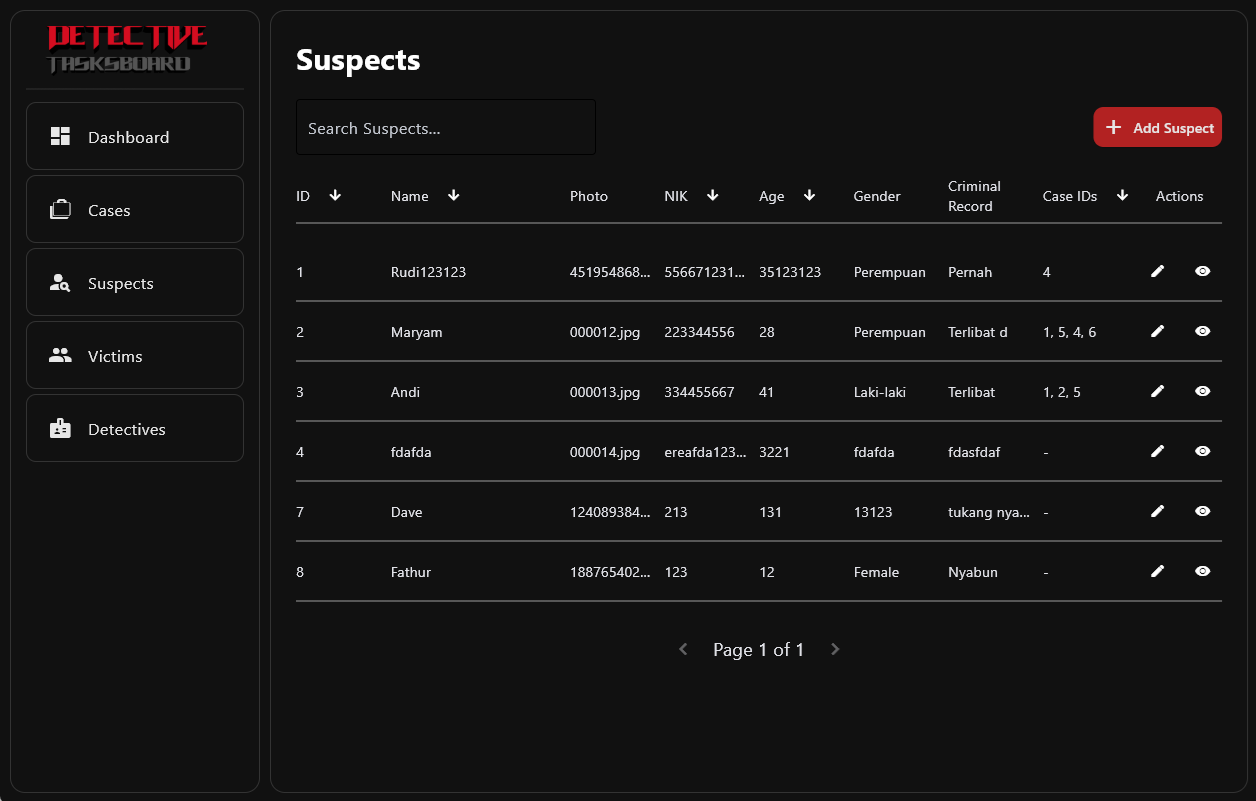 DETECTIVE
TASKSBOARD
Dashboard
Cases
Suspects
Victims
Detectives
Suspects
Search Suspects...
Add Suspect
ID Name Photo NIK Age Gender Criminal Record Case IDs Actions
1 Rudi123123 451954868... 556671231... 35123123 Perempuan Pernah 4
2 Maryam 000012.jpg 223344556 28 Perempuan Terlibat d 1, 5, 4, 6
3 Andi 000013.jpg 334455667 41 Laki-laki Terlibat 1, 2, 5
4 fdafda 000014.jpg ereafda123... 3221 fdafda fdasfdaf -
7 Dave 124089384... 213 131 13123 tukang nya... -
8 Fathur 188765402... 123 12 Female Nyabun -
Page 1 of 1